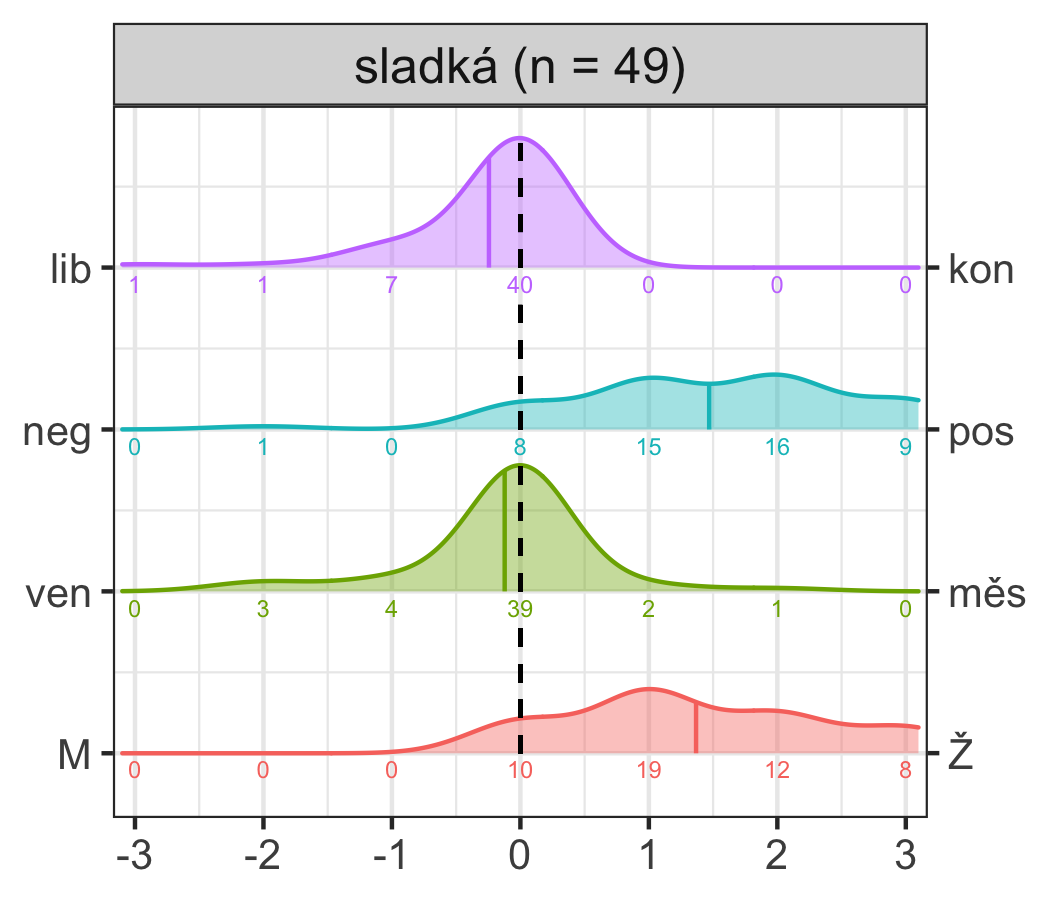 sladká (n = 49)
lib kon
1 1 7 40 0 0 0
neg pos
0 1 0 8 15 16 9
ven měs
0 3 4 39 2 1 0
M Ž
0 0 0 10 19 12 8
-3 -2 -1 0 1 2 3